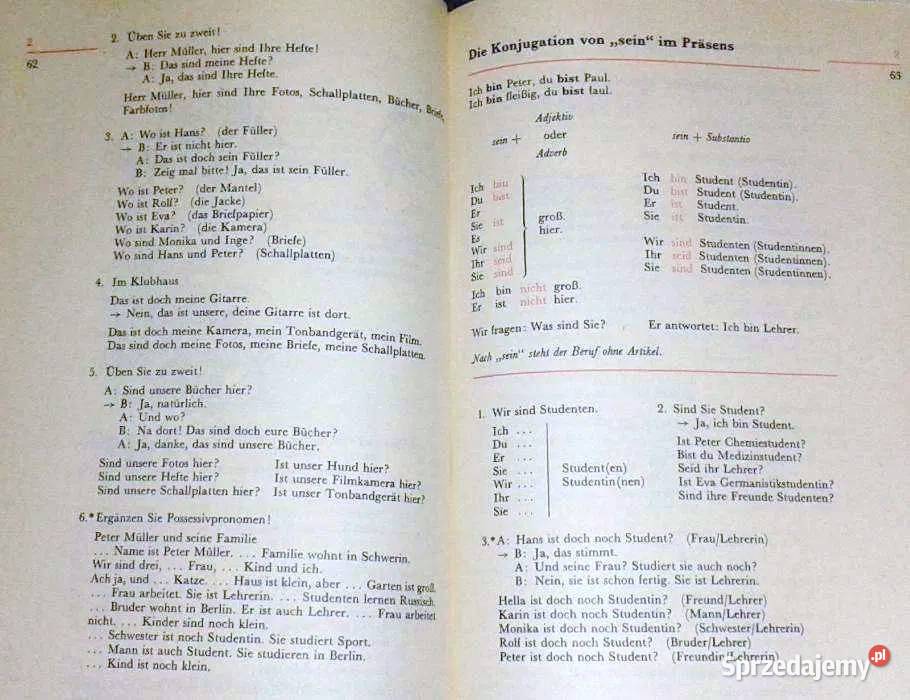 2
62
2. Üben Sie zu zweit!
A: Herr Müller, hier sind Ihre Hefte!
→ B: Das sind meine Hefte?
A: Ja, das sind Ihre Hefte.
Herr Müller, hier sind Ihre Fotos, Schallplatten, Bücher, Briefe,
Farbfotos!
3. A: Wo ist Hans? (der Füller)
→ B: Er ist nicht hier.
A: Das ist doch sein Füller?
B: Zeig mal bitte! Ja, das ist sein Füller.
Wo ist Peter? (der Mantel)
Wo ist Rolf? (die Jacke)
Wo ist Eva? (das Briefpapier)
Wo ist Karin? (die Kamera)
Wo sind Monika und Inge? (Briefe)
Wo sind Hans und Peter? (Schallplatten)
4. Im Klubhaus
Das ist doch meine Gitarre.
→ Nein, das ist unsere, deine Gitarre ist dort.
Das ist doch meine Kamera, mein Tonbandgerät, mein Film.
Das sind doch meine Fotos, meine Briefe, meine Schallplatten.
5. Üben Sie zu zweit!
A: Sind unsere Bücher hier?
→ B: Ja, natürlich.
A: Und wo?
B: Na dort! Das sind doch eure Bücher?
A: Ja, danke, das sind unsere Bücher.
Sind unsere Fotos hier? Ist unser Hund hier?
Sind unsere Hefte hier? Ist unsere Filmkamera hier?
Sind unsere Schallplatten hier? Ist unser Tonbandgerät hier?
6.* Ergänzen Sie Possessivpronomen!
Peter Müller und seine Familie
... Name ist Peter Müller. ... Familie wohnt in Schwerin.
Wir sind drei, ... Frau, ... Kind und ich.
Ach ja, und ... Katze. ... Haus ist klein, aber ... Garten ist groß.
... Frau arbeitet. Sie ist Lehrerin. ... Studenten lernen Russisch.
... Bruder wohnt in Berlin. Er ist auch Lehrer. ... Frau arbeitet
nicht. ... Kinder sind noch klein.
... Schwester ist noch Studentin. Sie studiert Sport.
... Mann ist auch Student. Sie studieren in Berlin.
... Kind ist noch klein.
2
63
Die Konjugation von „sein“ im Präsens
Ich bin Peter, du bist Paul.
Ich bin fleißig, du bist faul.
Adjektiv
sein + oder
Adverb
sein + Substantiv
Ich bin
Du bist
Er
Sie ist
Es
Wir sind
Ihr seid
Sie sind
groß.
hier.
Ich bin nicht groß.
Er ist nicht hier.
Ich bin Student (Studentin).
Du bist Student (Studentin).
Er ist Student.
Sie ist Studentin.
Wir sind Studenten (Studentinnen).
Ihr seid Studenten (Studentinnen).
Sie sind Studenten (Studentinnen).
Wir fragen: Was sind Sie? Er antwortet: Ich bin Lehrer.
Nach „sein“ steht der Beruf ohne Artikel.
1. Wir sind Studenten.
Ich ...
Du ...
Er ...
Sie ...
Wir ...
Ihr ...
Sie ...
Student(en)
Studentin(nen)
2. Sind Sie Student?
→ Ja, ich bin Student.
Ist Peter Chemiestudent?
Bist du Medizinstudent?
Seid ihr Lehrer?
Ist Eva Germanistikstudentin?
Sind ihre Freunde Studenten?
3.* A: Hans ist doch noch Student? (Frau/Lehrerin)
→ B: Ja, das stimmt.
A: Und seine Frau? Studiert sie auch noch?
B: Nein, sie ist schon fertig. Sie ist Lehrerin.
Hella ist doch noch Studentin? (Freund/Lehrer)
Karin ist doch noch Studentin? (Mann/Lehrer)
Monika ist doch noch Studentin? (Schwester/Lehrerin)
Rolf ist doch noch Student? (Bruder/Lehrer)
Peter ist doch noch Student? (Freundin/Lehrerin)
Sprzedajemy.pl